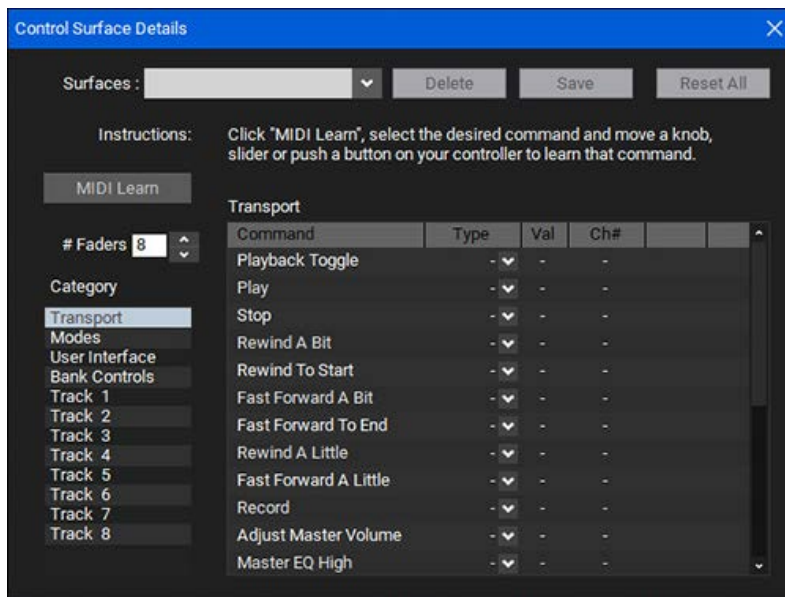 Control Surface Details
Surfaces :
Delete
Save
Reset All
Instructions:
Click "MIDI Learn", select the desired command and move a knob,
slider or push a button on your controller to learn that command.
MIDI Learn
# Faders 8
Category
Transport
Modes
User Interface
Bank Controls
Track 1
Track 2
Track 3
Track 4
Track 5
Track 6
Track 7
Track 8
Transport
Command Type Val Ch#
Playback Toggle - - -
Play - - -
Stop - - -
Rewind A Bit - - -
Rewind To Start - - -
Fast Forward A Bit - - -
Fast Forward To End - - -
Rewind A Little - - -
Fast Forward A Little - - -
Record - - -
Adjust Master Volume - - -
Master EQ High - - -